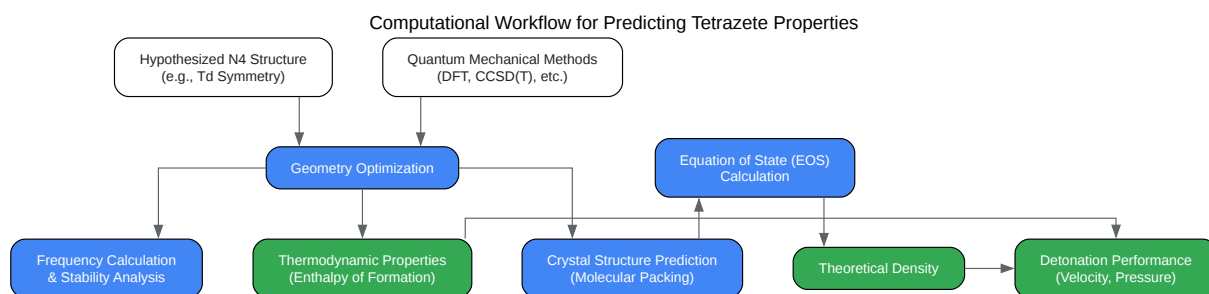 Computational Workflow for Predicting Tetrazete Properties
Hypothesized N4 Structure
(e.g., Td Symmetry)
Quantum Mechanical Methods
(DFT, CCSD(T), etc.)
Geometry Optimization
Equation of State (EOS)
Calculation
Frequency Calculation
& Stability Analysis
Thermodynamic Properties
(Enthalpy of Formation)
Crystal Structure Prediction
(Molecular Packing)
Theoretical Density
Detonation Performance
(Velocity, Pressure)